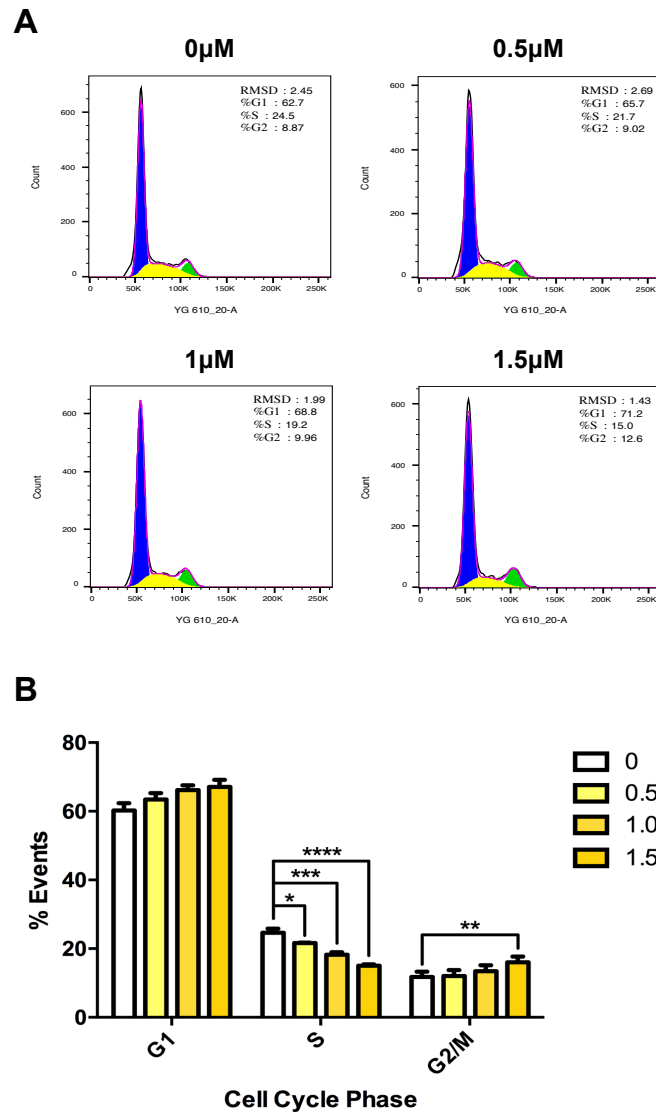 A
0µM
RMSD : 2.45
%G1 : 62.7
%S : 24.5
%G2 : 8.87
600
400
200
0
Count
0 50K 100K 150K 200K 250K
YG 610_20-A
0.5µM
RMSD : 2.69
%G1 : 65.7
%S : 21.7
%G2 : 9.02
600
400
200
0
Count
0 50K 100K 150K 200K 250K
YG 610_20-A
1µM
RMSD : 1.99
%G1 : 68.8
%S : 19.2
%G2 : 9.96
600
400
200
0
Count
0 50K 100K 150K 200K 250K
YG 610_20-A
1.5µM
RMSD : 1.43
%G1 : 71.2
%S : 15.0
%G2 : 12.6
600
400
200
0
Count
0 50K 100K 150K 200K 250K
YG 610_20-A
B
80
60
40
20
0
% Events
****
***
*
**
G1 S G2/M
Cell Cycle Phase
0
0.5
1.0
1.5